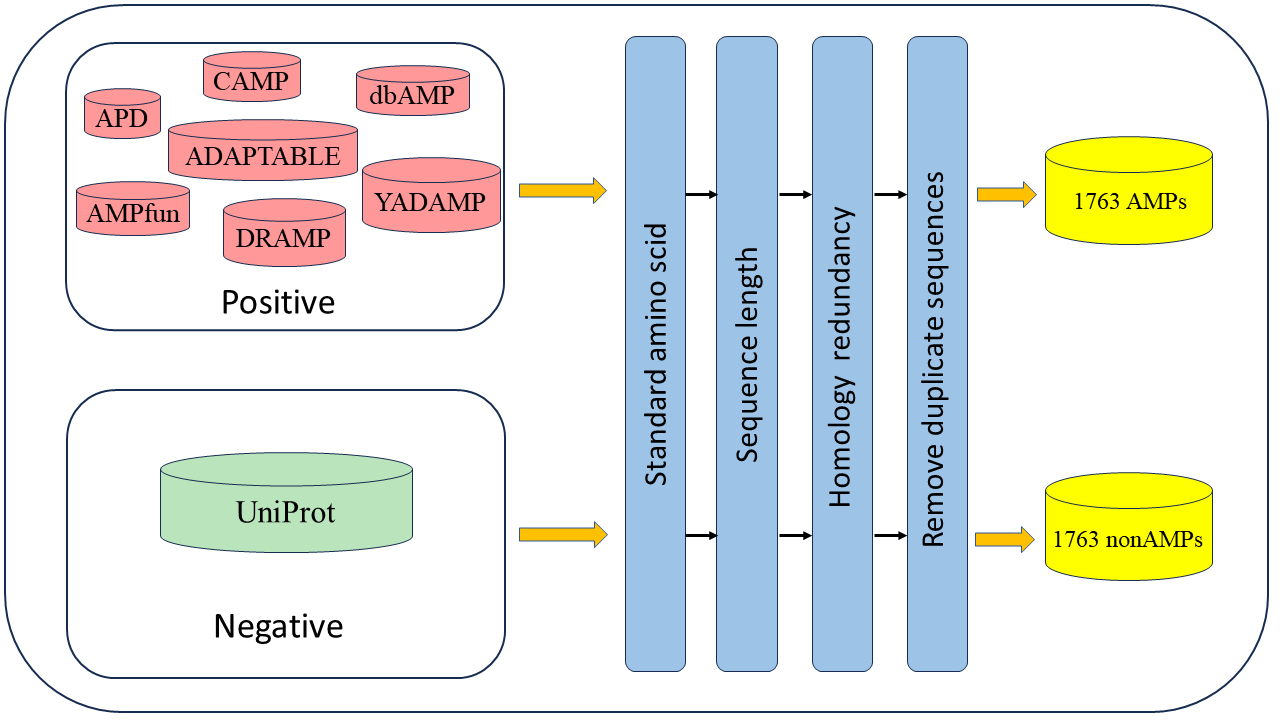 CAMP
dbAMP
APD
ADAPTABLE
AMPfun
YADAMP
DRAMP
Positive
UniProt
Negative
Standard amino scid
Sequence length
Homology redundancy
Remove duplicate sequences
1763 AMPs
1763 nonAMPs